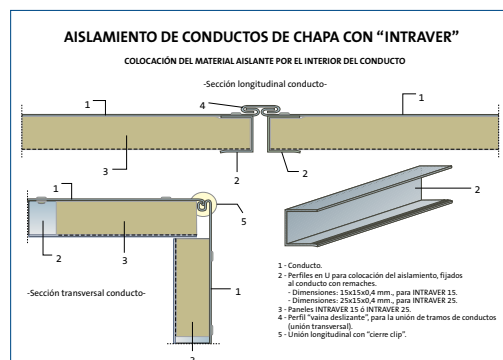 AISLAMIENTO DE CONDUCTOS DE CHAPA CON “INTRAVER”
COLOCACIÓN DEL MATERIAL AISLANTE POR EL INTERIOR DEL CONDUCTO
-Sección longitudinal conducto-
1
4
1
3
2
2
1
2
2
3
5
-Sección transversal conducto-
1
2
1 - Conducto.
2 - Perfiles en U para colocación del aislamiento, fijados
al conducto con remaches.
- Dimensiones: 15x15x0,4 mm., para INTRAVER 15.
- Dimensiones: 25x15x0,4 mm., para INTRAVER 25.
3 - Paneles INTRAVER 15 ó INTRAVER 25.
4 - Perfil “vaina deslizante”, para la unión de tramos de conductos
(unión transversal).
5 - Unión longitudinal con “cierre clip”.